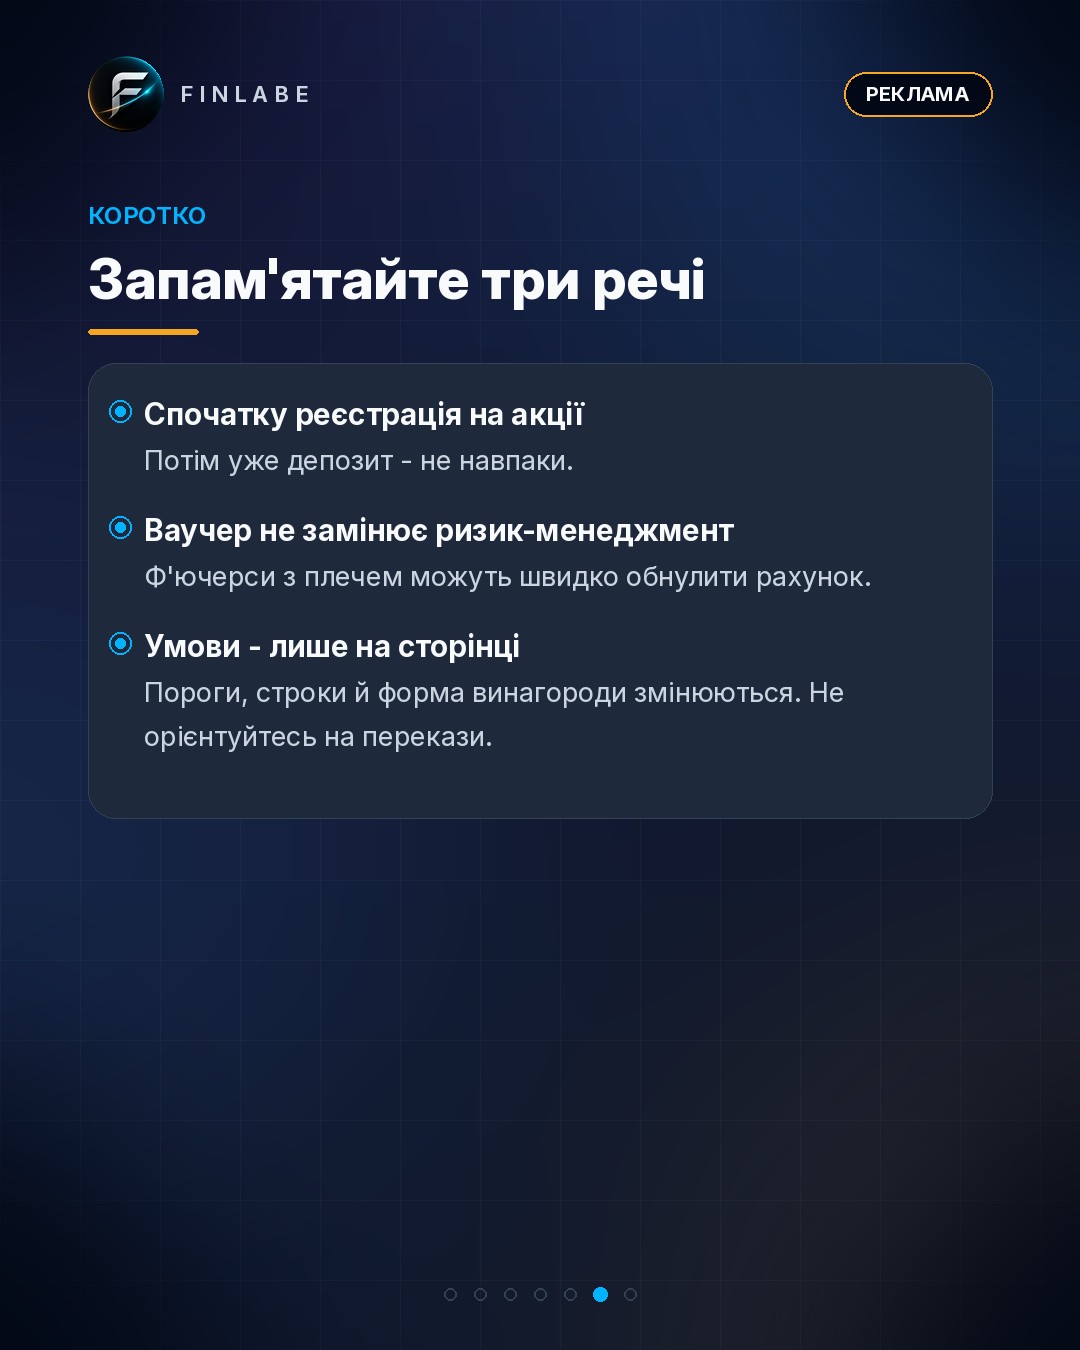 FINLABE
РЕКЛАМА
КОРОТКО
Запам'ятайте три речі
Спочатку реєстрація на акції
Потім уже депозит - не навпаки.
Ваучер не замінює ризик-менеджмент
Ф'ючерси з плечем можуть швидко обнулити рахунок.
Умови - лише на сторінці
Пороги, строки й форма винагороди змінюються. Не
орієнтуйтесь на перекази.